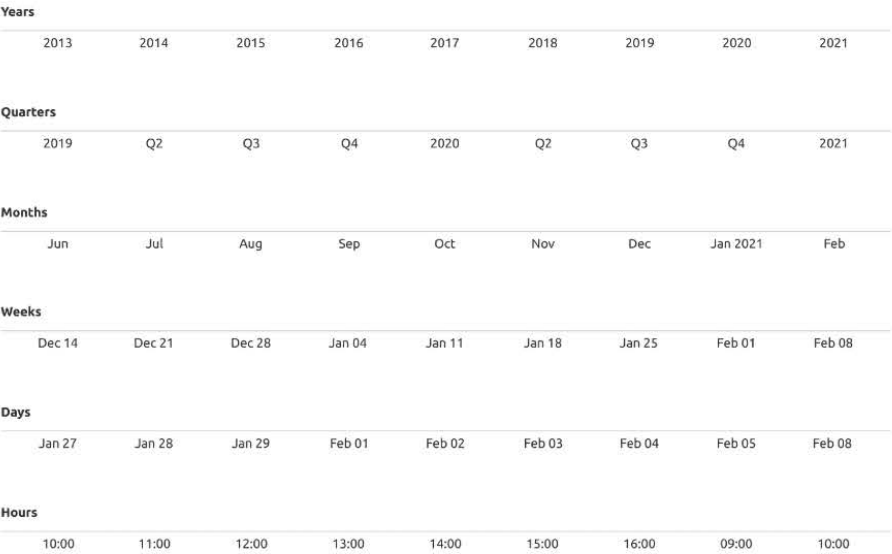 Years
2013 2014 2015 2016 2017 2018 2019 2020 2021
Quarters
2019 Q2 Q3 Q4 2020 Q2 Q3 Q4 2021
Months
Jun Jul Aug Sep Oct Nov Dec Jan 2021 Feb
Weeks
Dec 14 Dec 21 Dec 28 Jan 04 Jan 11 Jan 18 Jan 25 Feb 01 Feb 08
Days
Jan 27 Jan 28 Jan 29 Feb 01 Feb 02 Feb 03 Feb 04 Feb 05 Feb 08
Hours
10:00 11:00 12:00 13:00 14:00 15:00 16:00 09:00 10:00